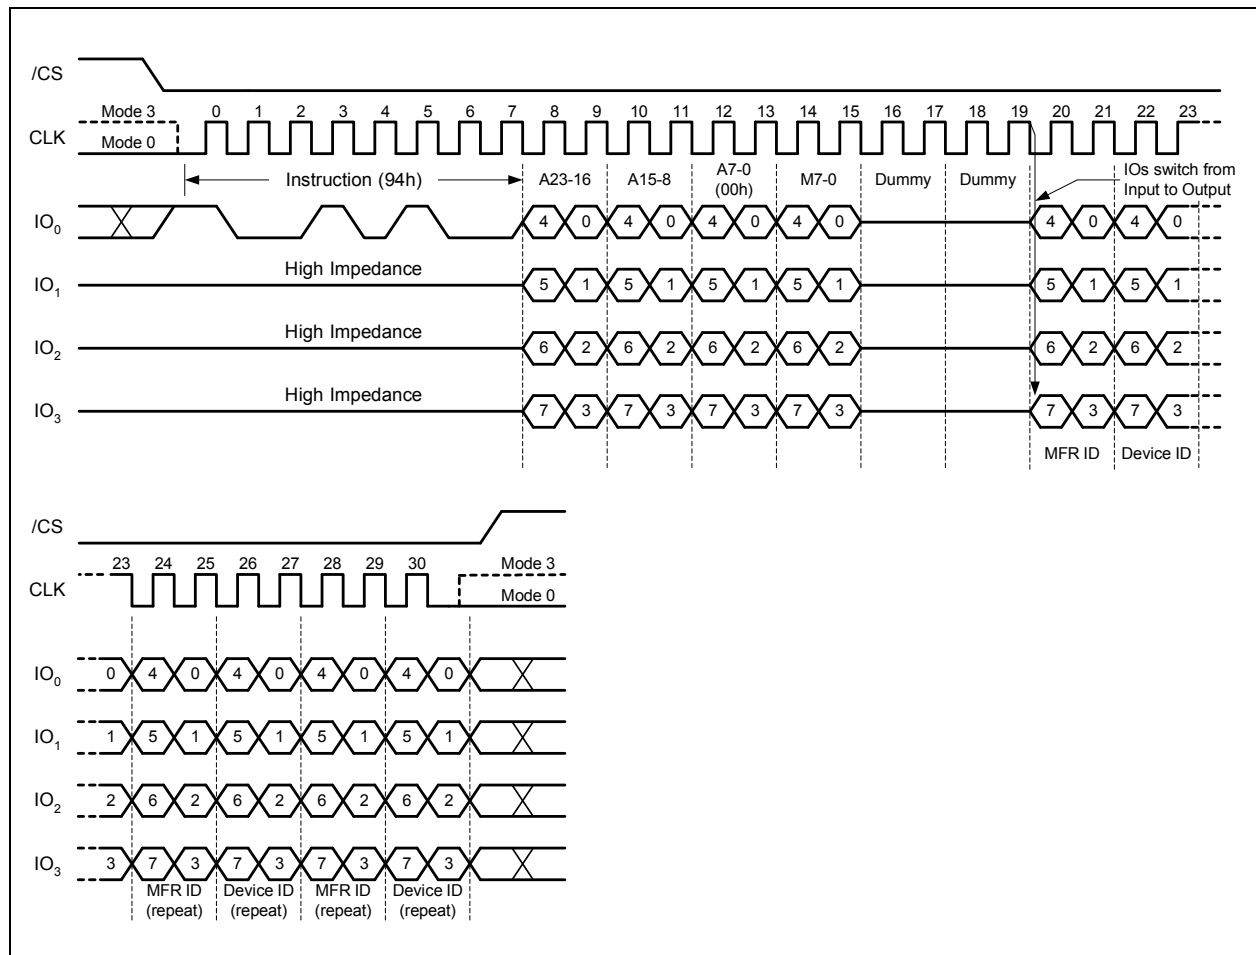 /CS
Mode 3 0 1 2 3 4 5 6 7 8 9 10 11 12 13 14 15 16 17 18 19 20 21 22 23
CLK
Mode 0
Instruction (94h) A23-16 A15-8 A7-0 (00h) M7-0 Dummy Dummy IOs switch from
Input to Output
IO0 4 0 4 0 4 0 4 0 4 0 4 0
High Impedance
IO1 5 1 5 1 5 1 5 1 5 1 5 1
High Impedance
IO2 6 2 6 2 6 2 6 2 6 2 6 2
High Impedance
IO3 7 3 7 3 7 3 7 3 7 3 7 3
MFR ID Device ID
/CS
23 24 25 26 27 28 29 30 Mode 3
CLK
Mode 0
IO0 0 4 0 4 0 4 0 4 0
IO1 1 5 1 5 1 5 1 5 1
IO2 2 6 2 6 2 6 2 6 2
IO3 3 7 3 7 3 7 3 7 3
MFR ID Device ID MFR ID Device ID
(repeat) (repeat) (repeat) (repeat)